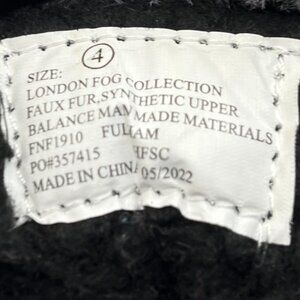 SIZE: 4
LONDON FOG COLLECTION
FAUX FUR,SYNTHETIC UPPER
BALANCE MAN MADE MATERIALS
FNF1910 FULHAM
PO#357415 HFSC
MADE IN CHINA 05/2022